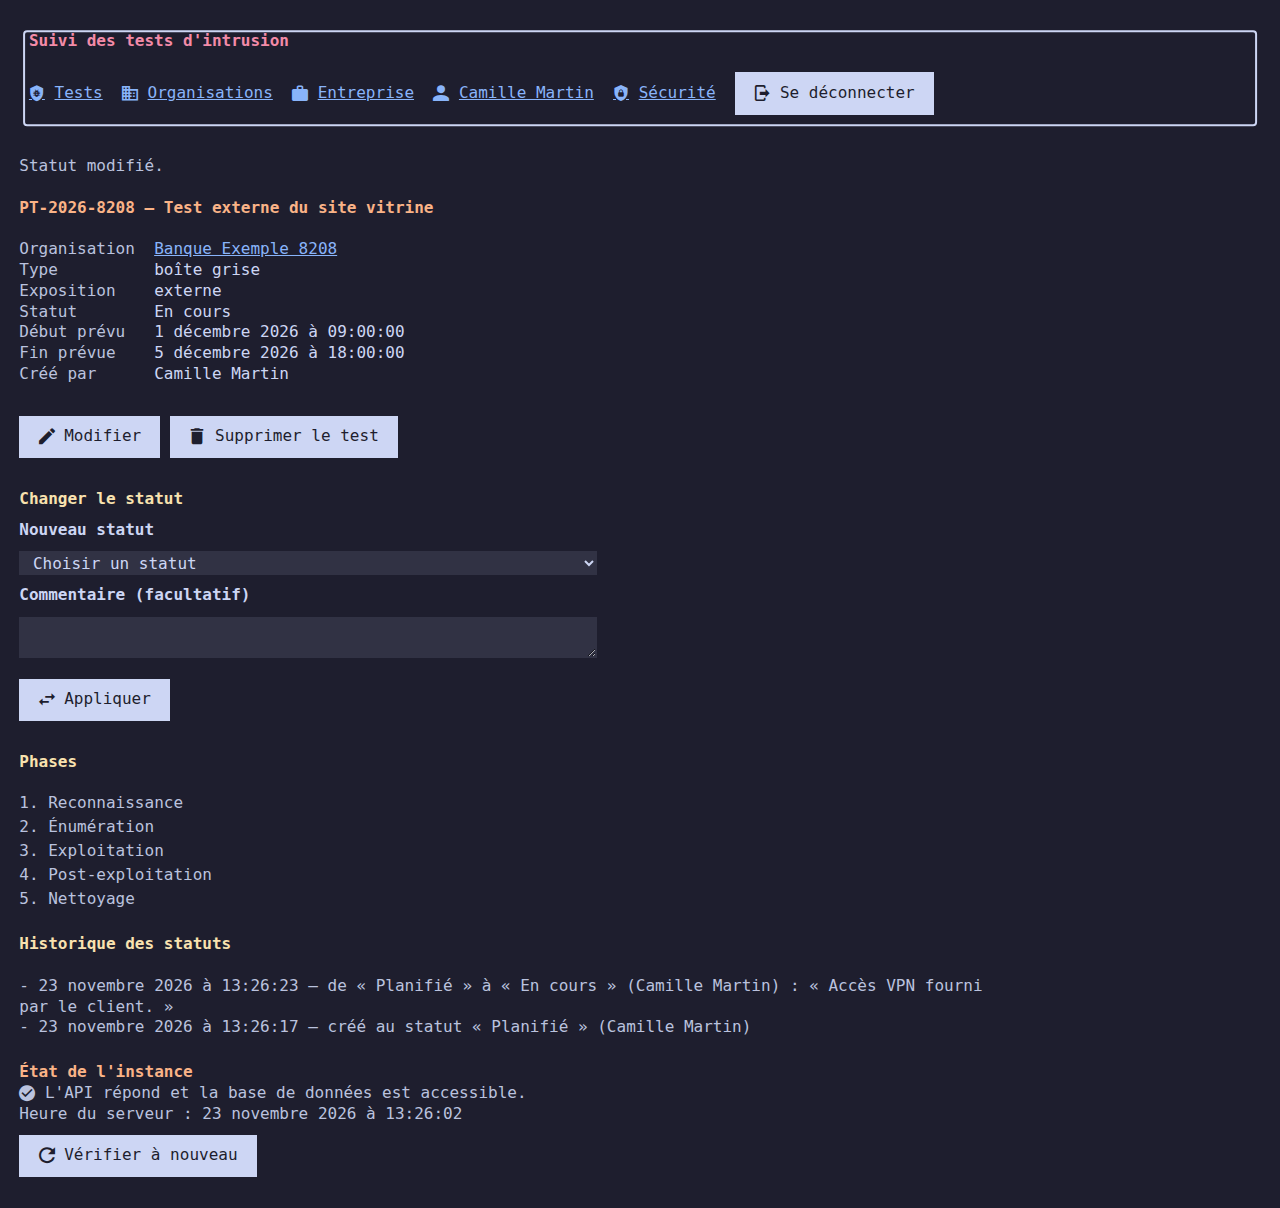 Suivi des tests d'intrusion
Tests Organisations Entreprise Camille Martin Sécurité Se déconnecter
Statut modifié.
PT-2026-8208 — Test externe du site vitrine
Organisation Banque Exemple 8208
Type boîte grise
Exposition externe
Statut En cours
Début prévu 1 décembre 2026 à 09:00:00
Fin prévue 5 décembre 2026 à 18:00:00
Créé par Camille Martin
Modifier Supprimer le test
Changer le statut
Nouveau statut
Choisir un statut
Commentaire (facultatif)
Appliquer
Phases
1. Reconnaissance
2. Énumération
3. Exploitation
4. Post-exploitation
5. Nettoyage
Historique des statuts
- 23 novembre 2026 à 13:26:23 — de « Planifié » à « En cours » (Camille Martin) : « Accès VPN fourni
par le client. »
- 23 novembre 2026 à 13:26:17 — créé au statut « Planifié » (Camille Martin)
État de l'instance
L'API répond et la base de données est accessible.
Heure du serveur : 23 novembre 2026 à 13:26:02
Vérifier à nouveau